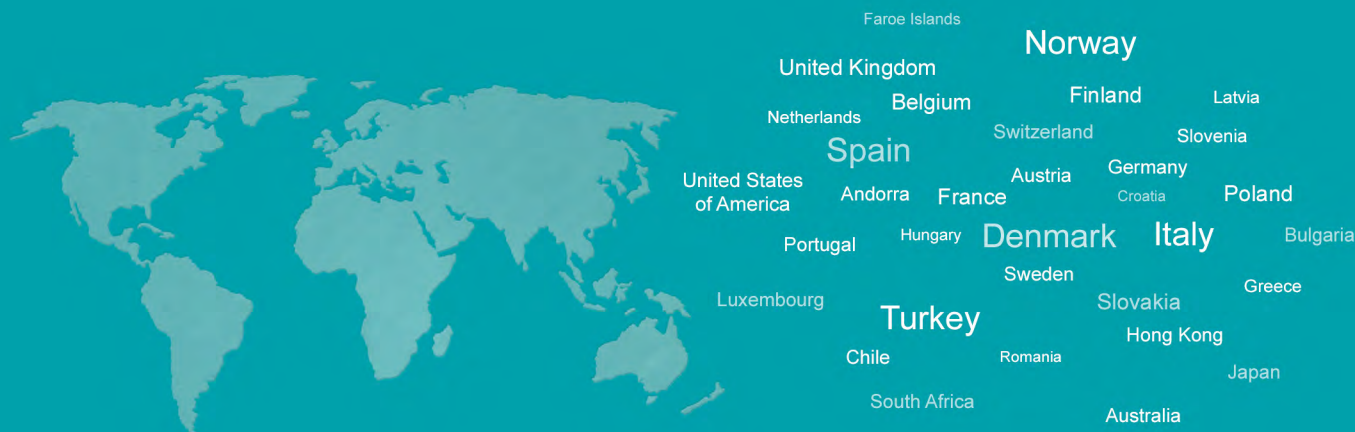 Faroe Islands
Norway
United Kingdom
Belgium
Finland
Latvia
Netherlands
Switzerland
Slovenia
Spain
Germany
Austria
United States
of America
Andorra
France
Croatia
Poland
Portugal
Hungary
Denmark
Italy
Bulgaria
Sweden
Greece
Luxembourg
Slovakia
Turkey
Hong Kong
Chile
Romania
Japan
South Africa
Australia